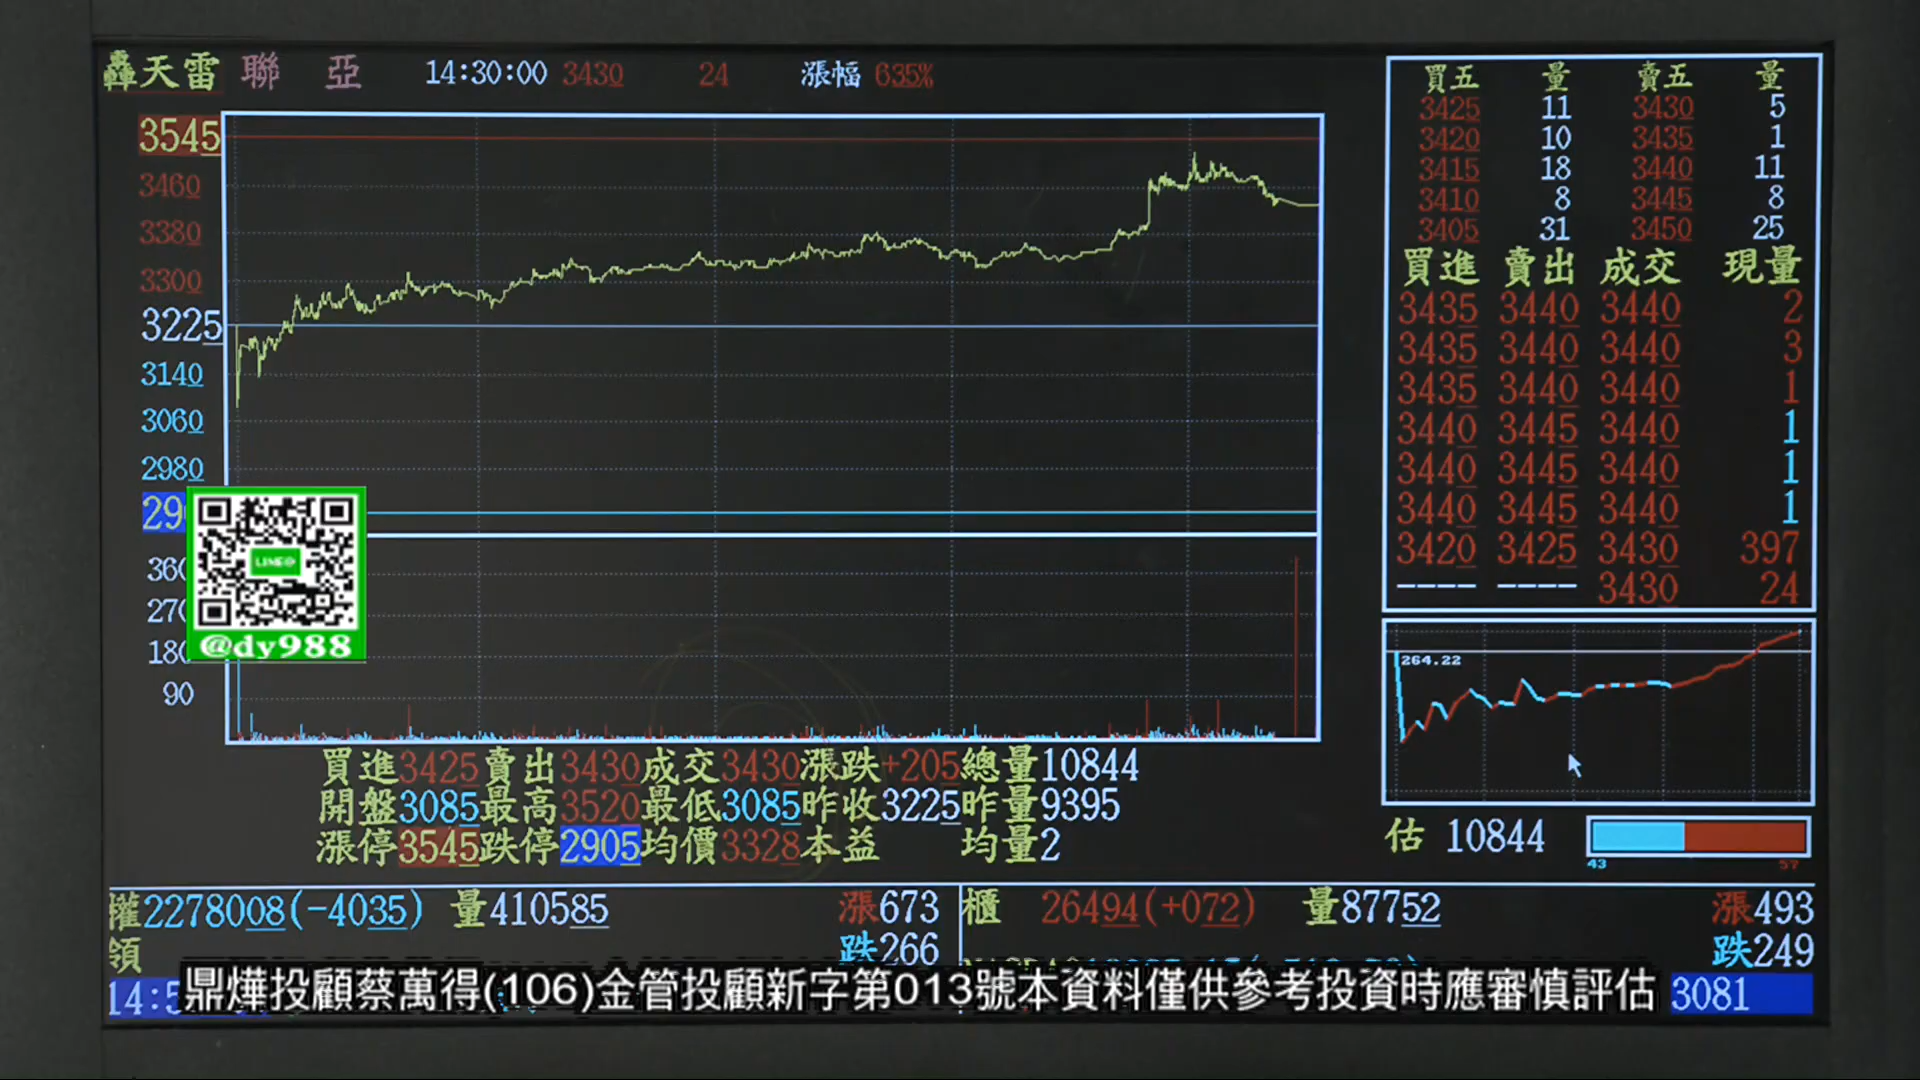 轟天雷 聯 亞 14:30:00 3430 24 漲幅 635%
3545
3460
3380
3300
3225
3140
3060
2980
290
360
270
180
90
LINE@
@dy988
買五 量 賣五 量
3425 11 3430 5
3420 10 3435 1
3415 18 3440 11
3410 8 3445 8
3405 31 3450 25
買進 賣出 成交 現量
3435 3440 3440 2
3435 3440 3440 3
3435 3440 3440 1
3440 3445 3440 1
3440 3445 3440 1
3440 3445 3440 1
3420 3425 3430 397
---- ---- 3430 24
264.22
估 10844
43 57
買進3425賣出3430成交3430漲跌+205總量10844
開盤3085最高3520最低3085昨收3225昨量9395
漲停3545跌停2905均價3328本益 均量2
權2278008(-4035) 量410585 漲673
櫃 26494(+072) 量87752 漲493
領 跌266
跌249
14:5
鼎燁投顧蔡萬得(106)金管投顧新字第013號本資料僅供參考投資時應審慎評估
3081